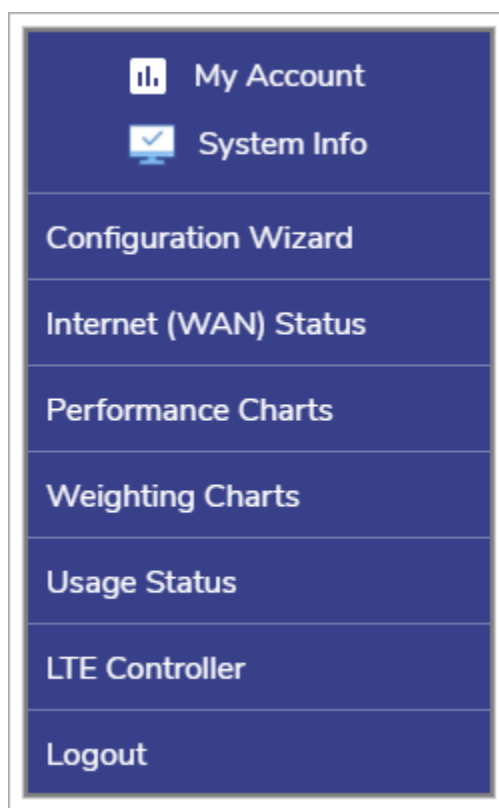 My Account
System Info
Configuration Wizard
Internet (WAN) Status
Performance Charts
Weighting Charts
Usage Status
LTE Controller
Logout